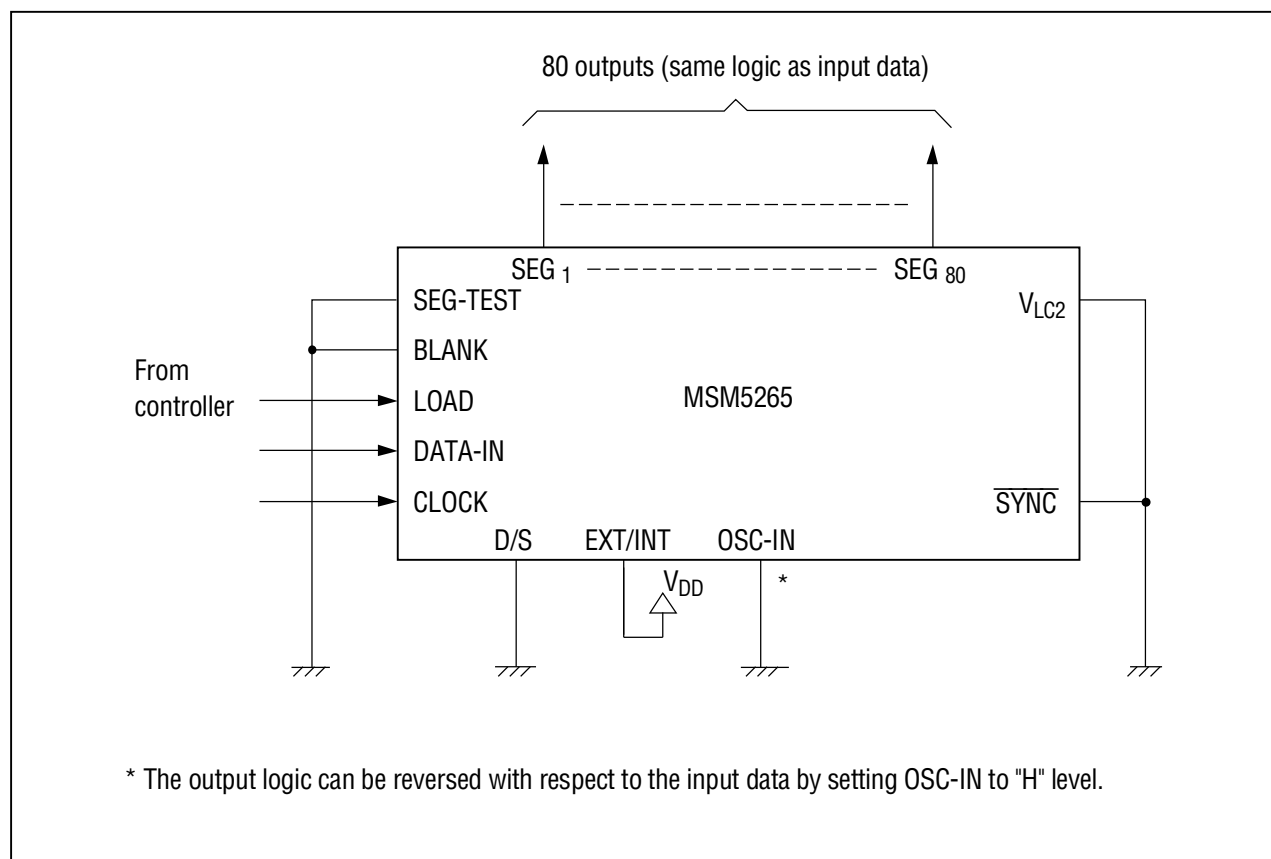 80 outputs (same logic as input data)
SEG 1 SEG 80
SEG-TEST
VLC2
BLANK
From
controller
LOAD
MSM5265
DATA-IN
CLOCK
SYNC
D/S EXT/INT OSC-IN
VDD
*
* The output logic can be reversed with respect to the input data by setting OSC-IN to "H" level.